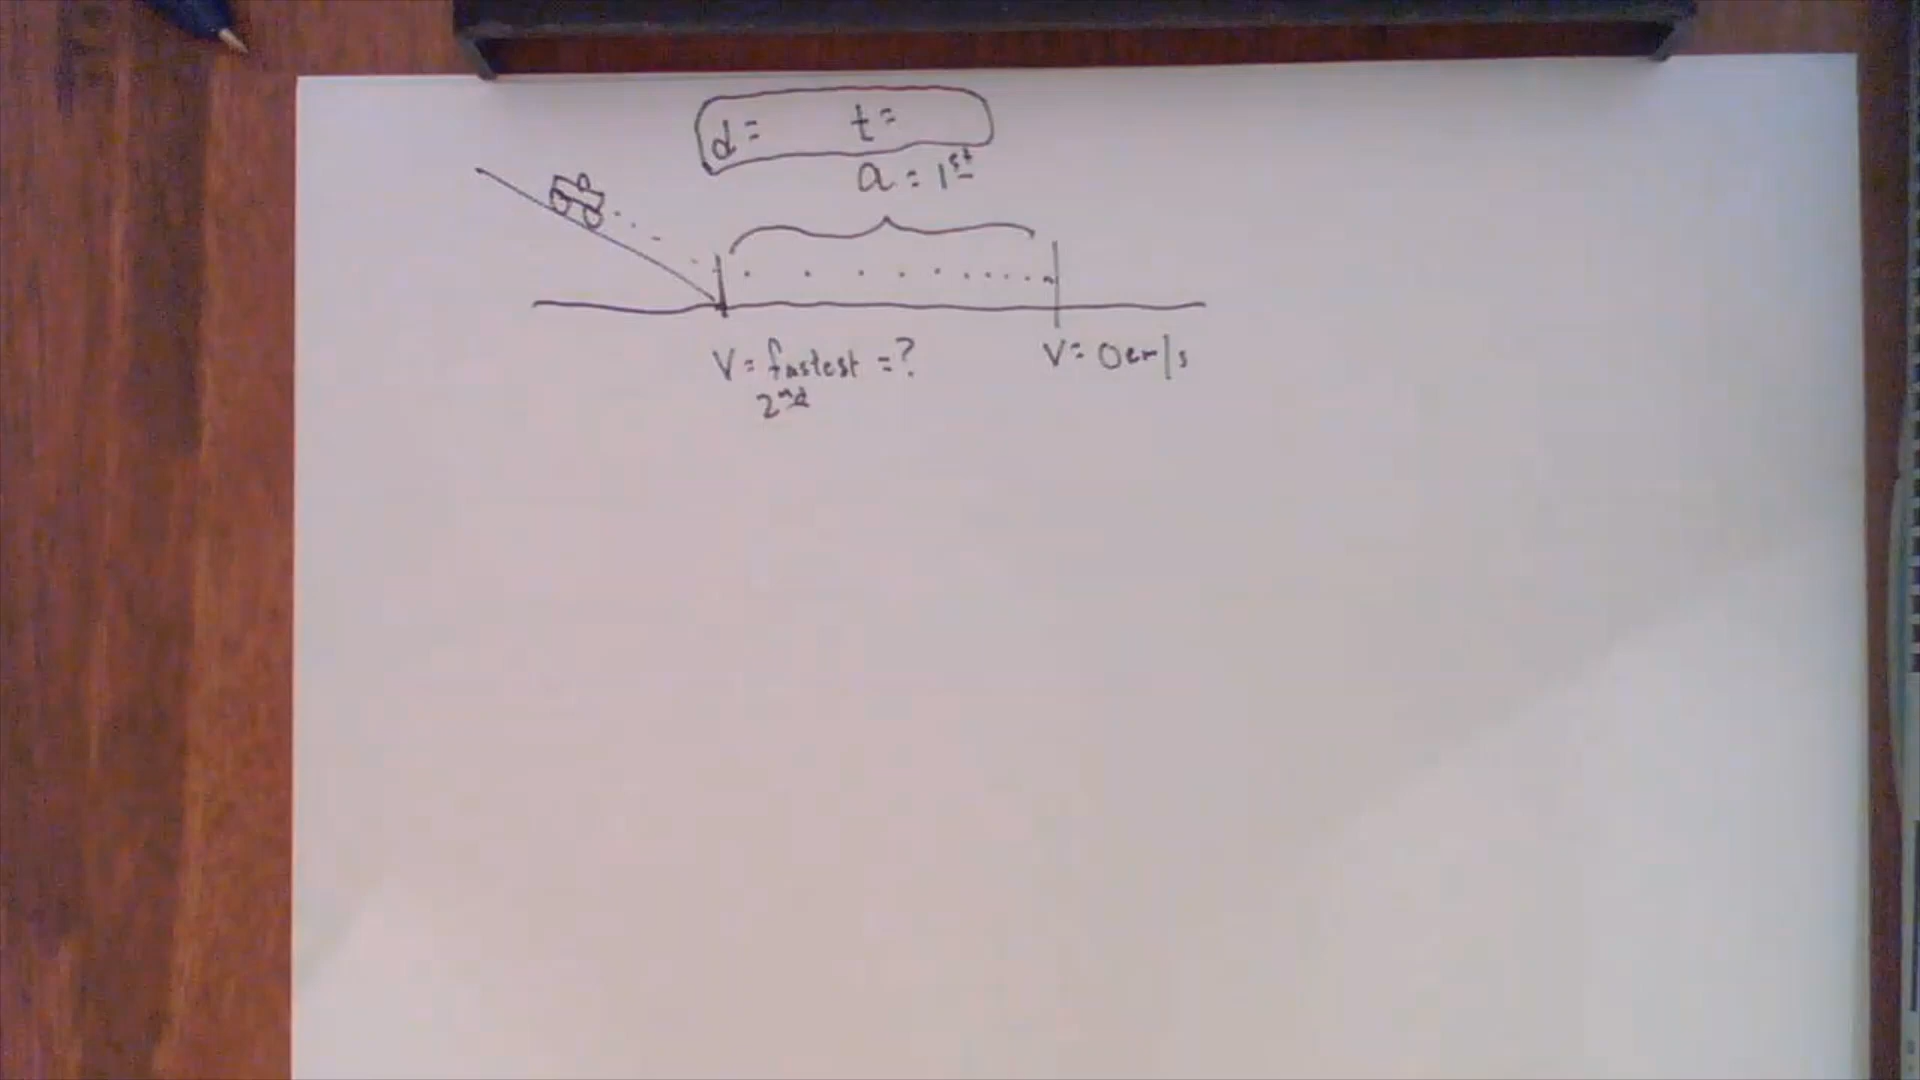 d= t=
a = 1st
V = fastest = ?
2nd
V = 0cm/s